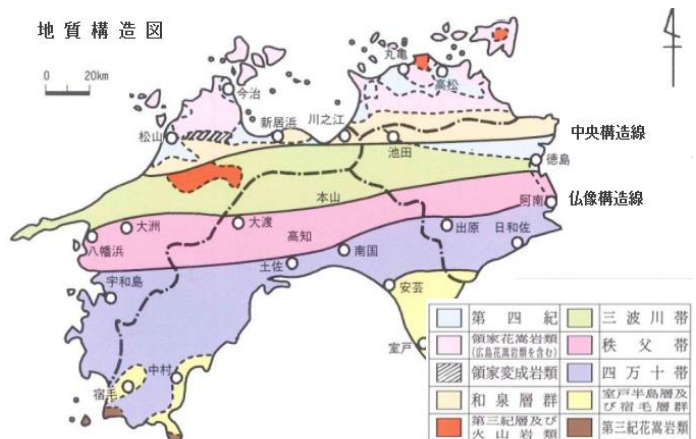 地質構造図
0 20km
丸亀
高松
今治
新居浜
川之江
松山
池田
中央構造線
徳島
本山
阿南
仏像構造線
大洲
大渡
出原
日和佐
八幡浜
高知
南国
土佐
宇和島
安芸
室戸
中村
宿毛
第四紀
三波川帯
領家花崗岩類
(広島花崗岩類を含む)
秩父帯
領家変成岩類
四万十帯
和泉層群
室戸半島層及
び宿毛層群
第三紀層及び
火山岩類
第三紀花崗岩類